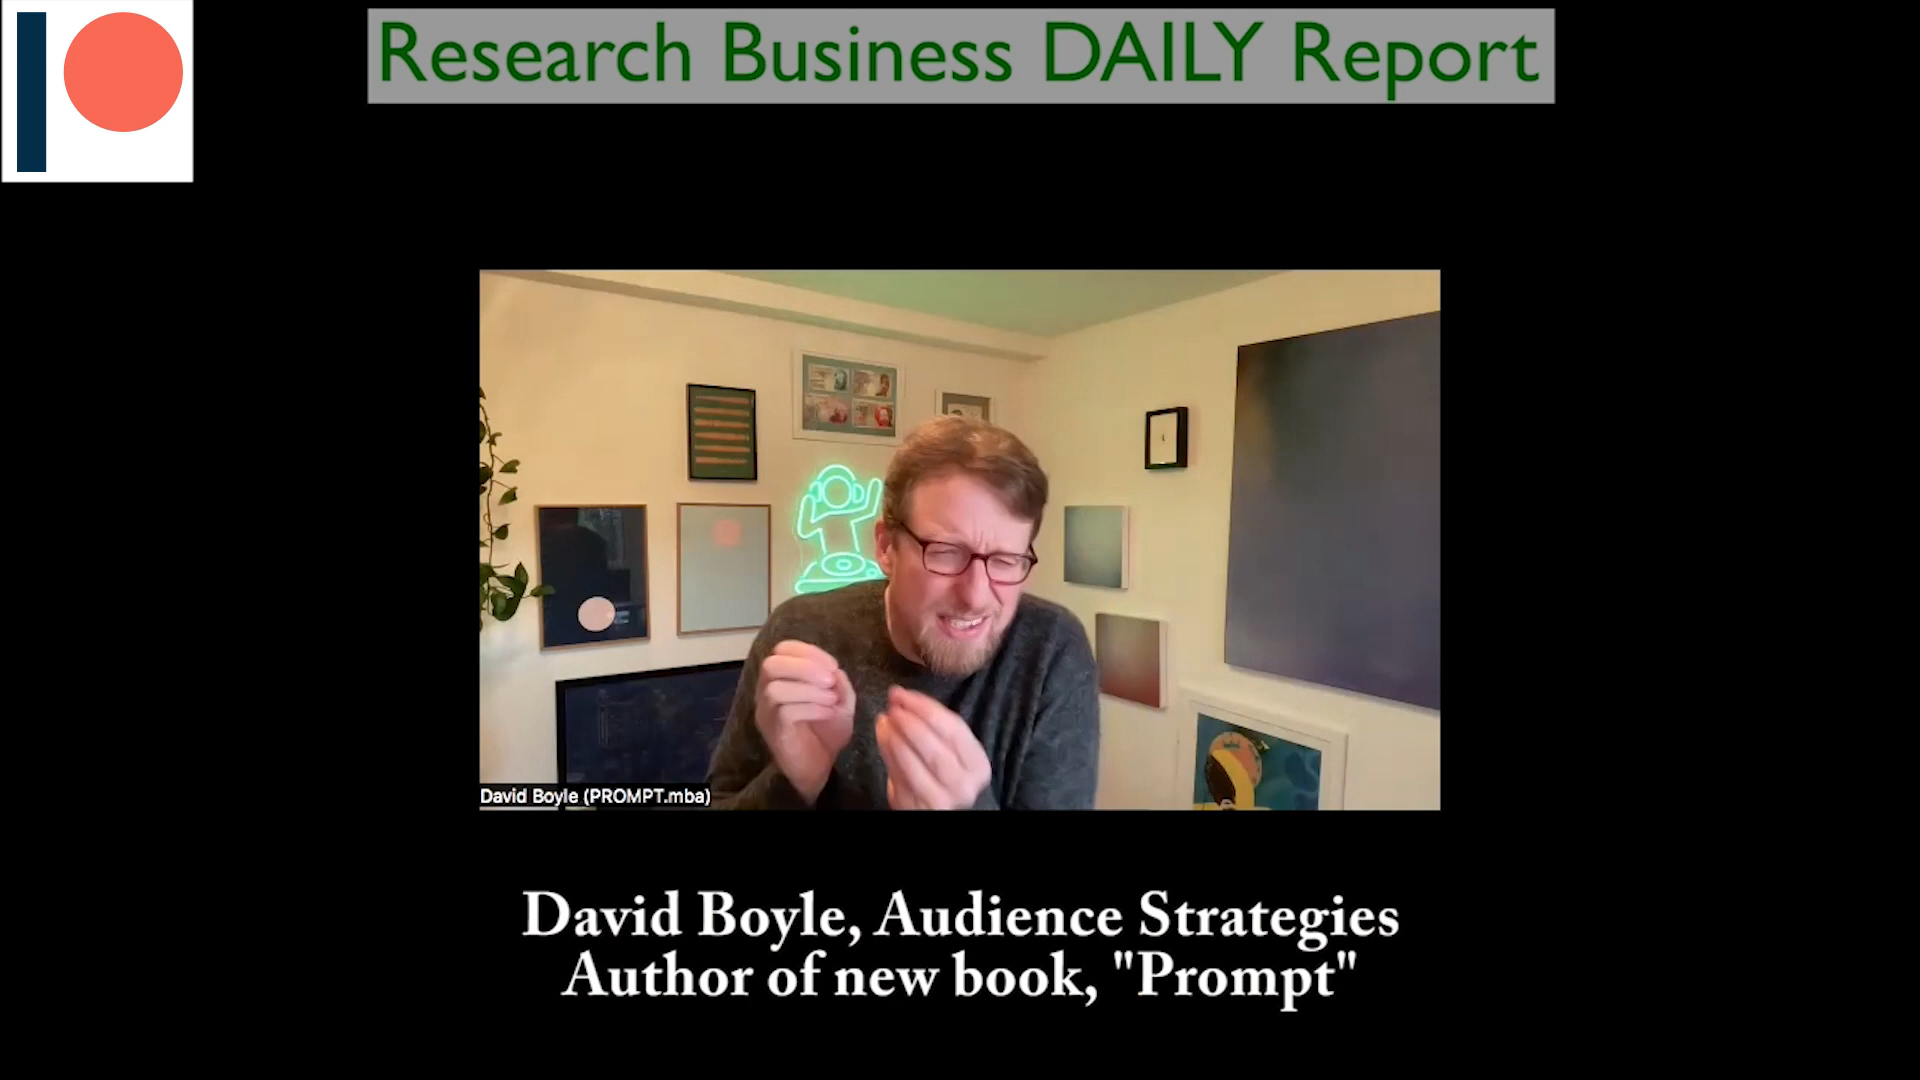 Research Business DAILY Report
David Boyle (PROMPT.mba)
David Boyle, Audience Strategies
Author of new book, "Prompt"